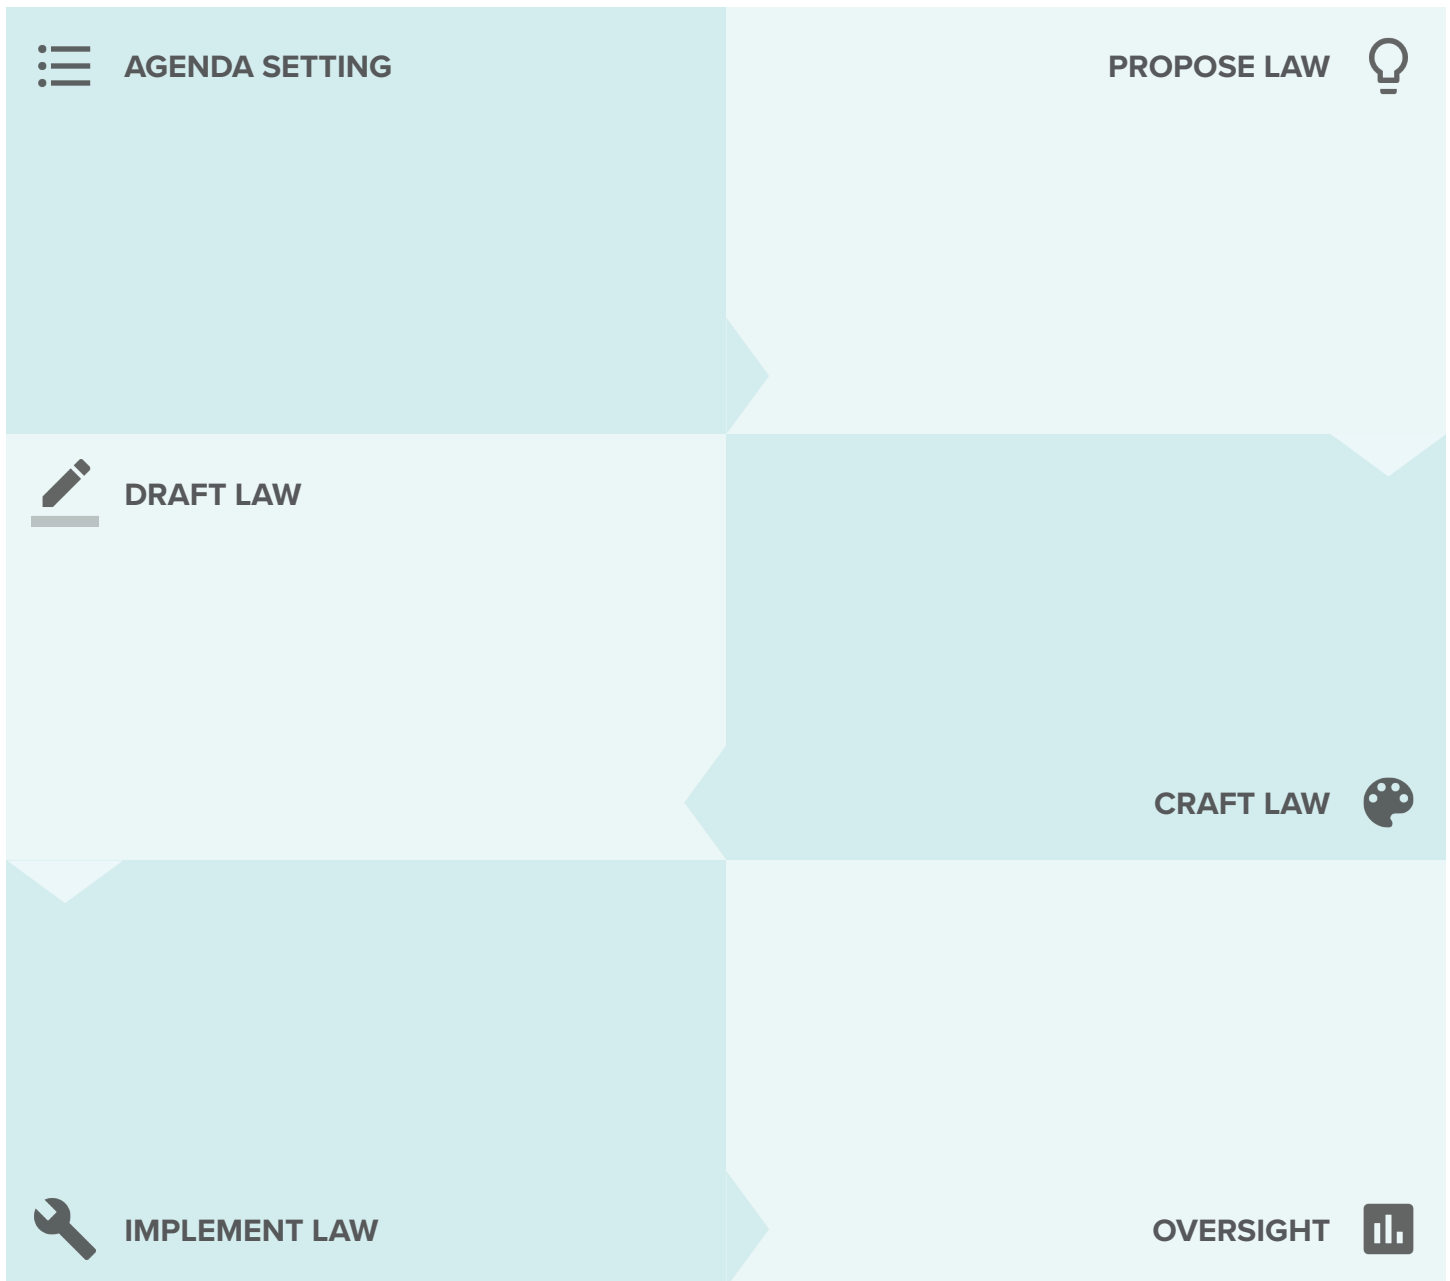 AGENDA SETTING
PROPOSE LAW
DRAFT LAW
CRAFT LAW
IMPLEMENT LAW
OVERSIGHT